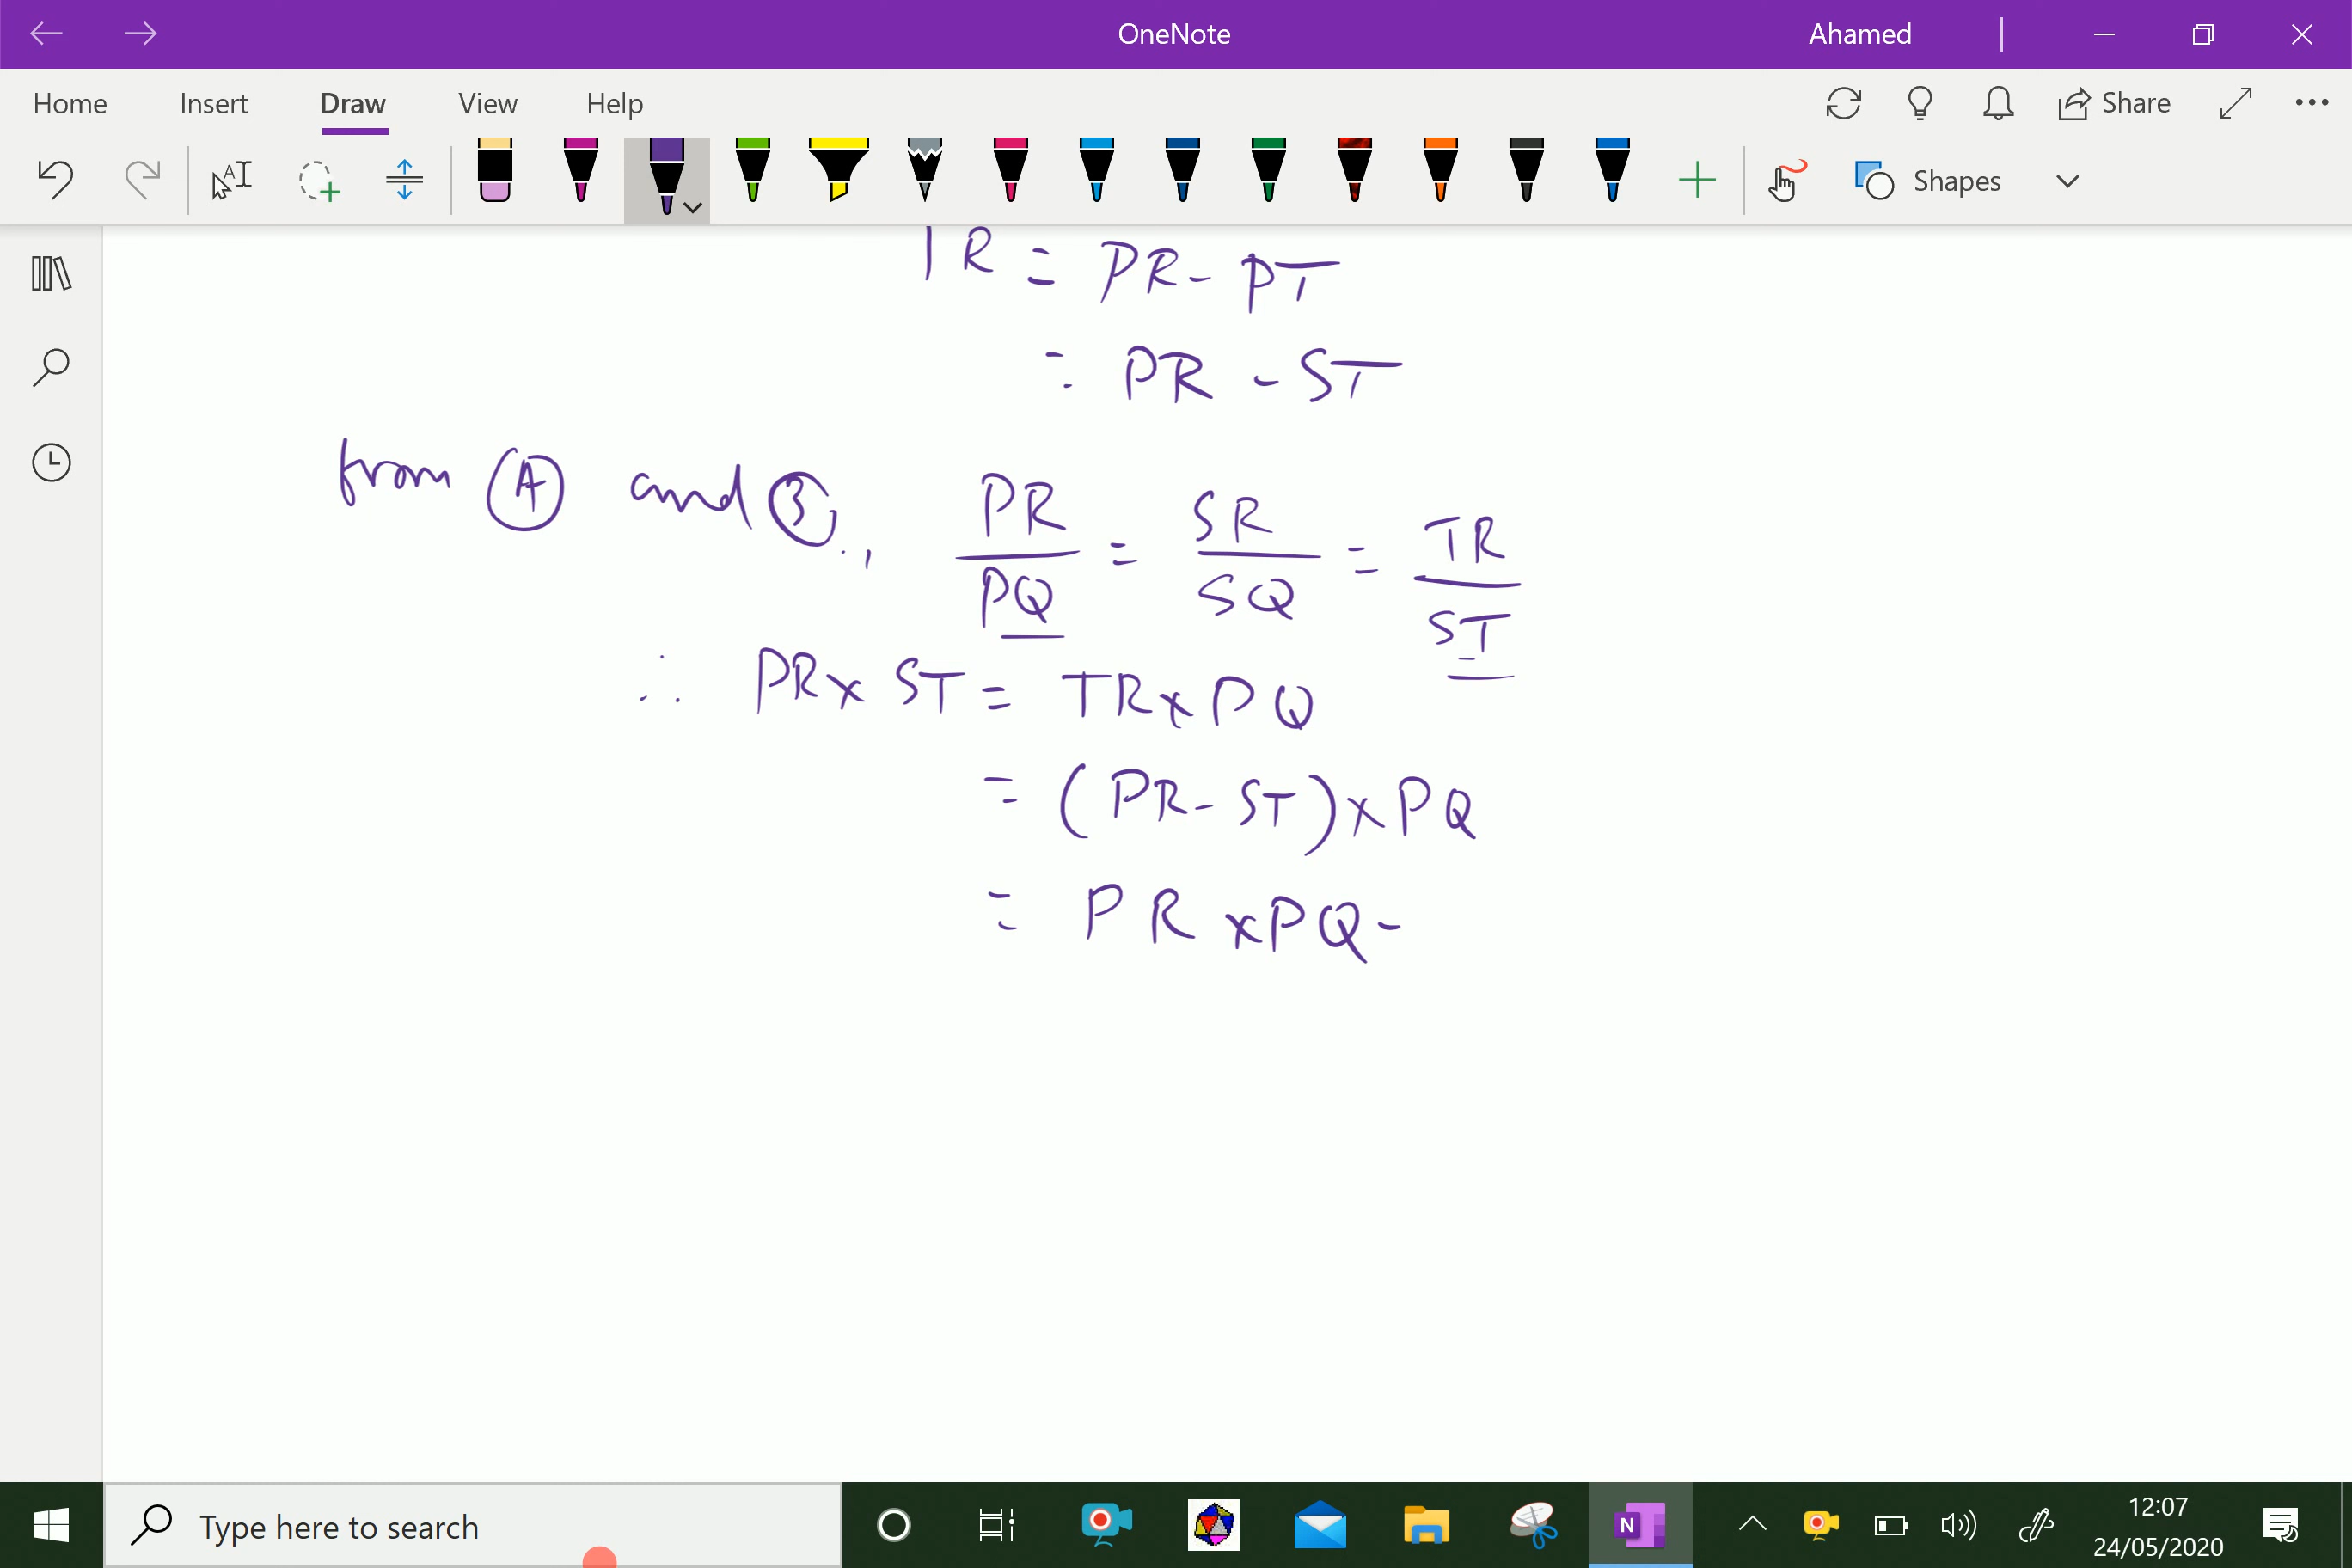 OneNote
Ahamed
Home Insert Draw View Help
Share
Shapes
TR = PR - PT
= PR - ST
from (A) and (3), PR/PQ = SR/SQ = TR/ST
∴ PR × ST = TR × PQ
= (PR - ST) × PQ
= PR × PQ -
Type here to search
N
12:07
24/05/2020